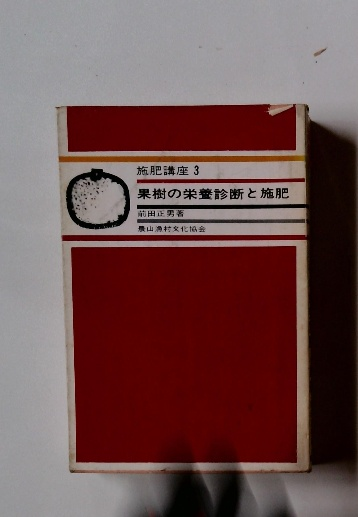 施肥講座 3
果樹の栄養診断と施肥
前田正男著
農山漁村文化協会